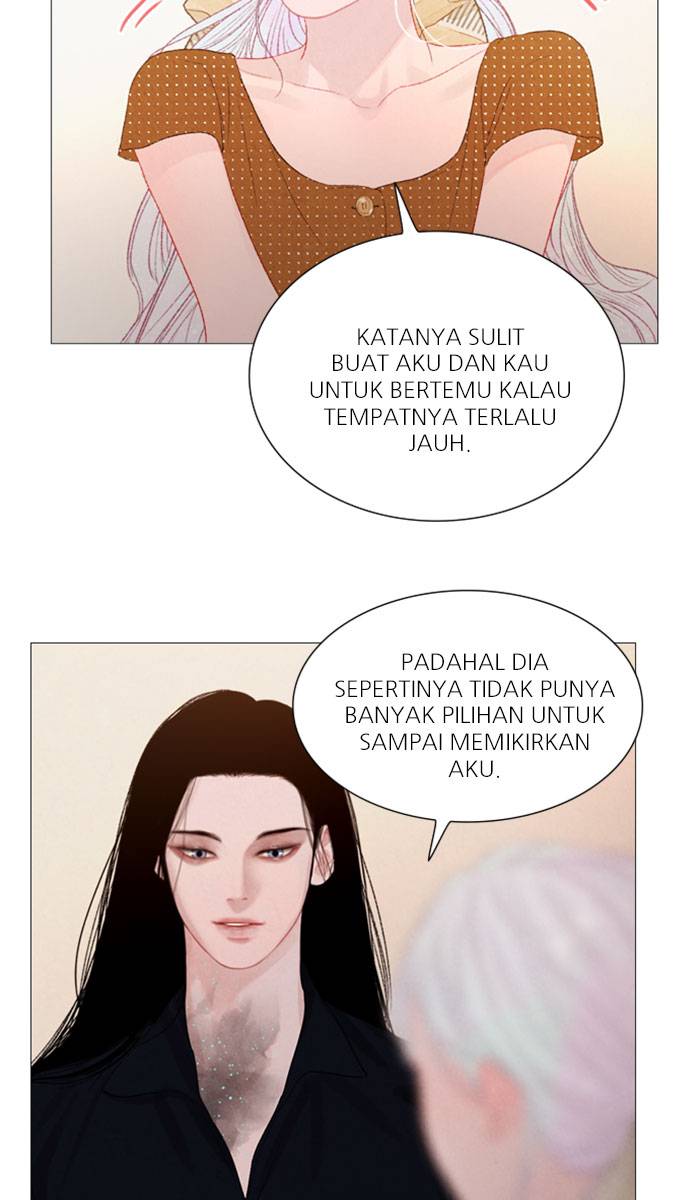 KATANYA SULIT
BUAT AKU DAN KAU
UNTUK BERTEMU KALAU
TEMPATNYA TERLALU
JAUH.
PADAHAL DIA
SEPERTINYA TIDAK PUNYA
BANYAK PILIHAN UNTUK
SAMPAI MEMIKIRKAN
AKU.